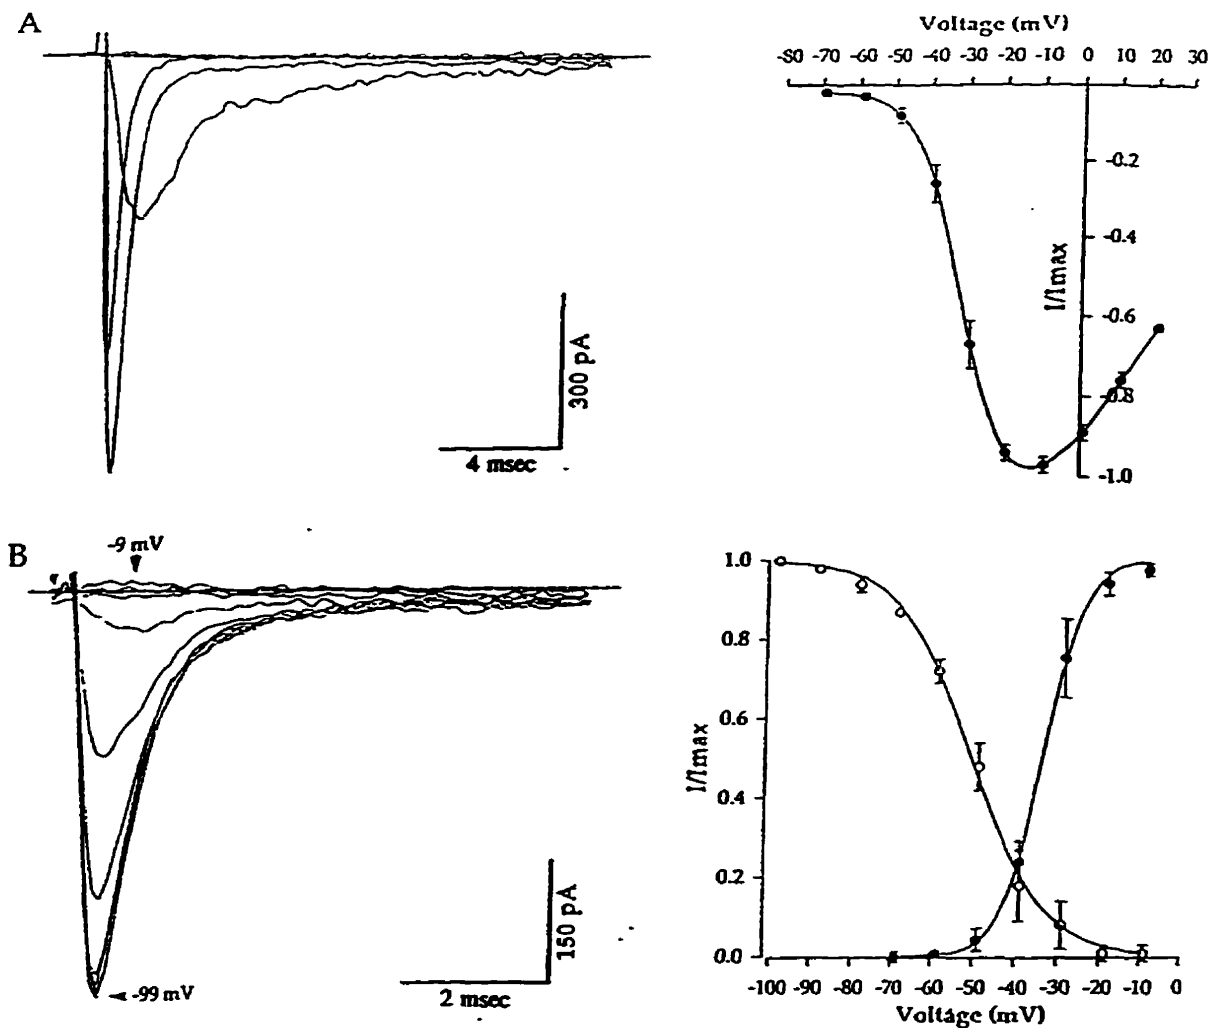 A
Voltage (mV)
-80 -70 -60 -50 -40 -30 -20 -10 0 10 20 30
-0.2
-0.4
-0.6
-0.8
-1.0
I/Imax
300 pA
4 msec
B
-9 mV
-99 mV
150 pA
2 msec
1.0
0.8
0.6
0.4
0.2
0.0
I/Imax
-100 -90 -80 -70 -60 -50 -40 -30 -20 -10 0
Voltage (mV)